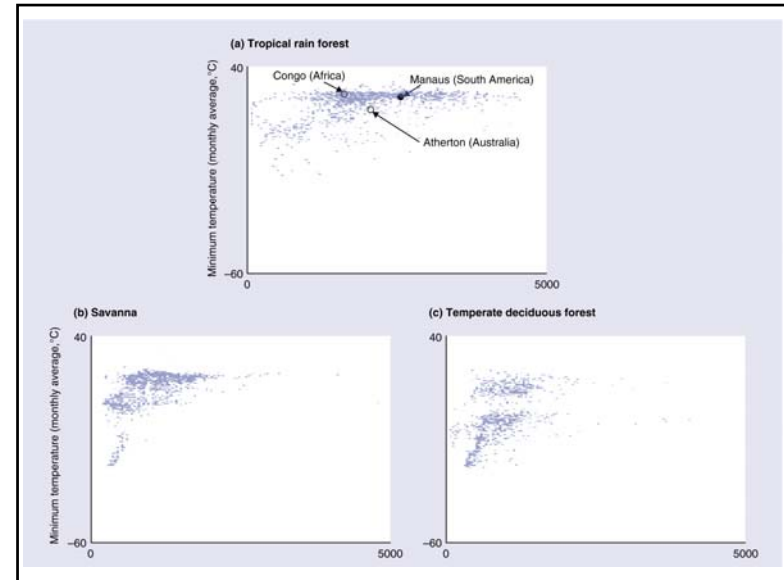 (a) Tropical rain forest
40
Congo (Africa)
Manaus (South America)
Atherton (Australia)
Minimum temperature (monthly average,°C)
–60
0
5000
(b) Savanna
40
Minimum temperature (monthly average,°C)
–60
0
5000
(c) Temperate deciduous forest
40
–60
0
5000